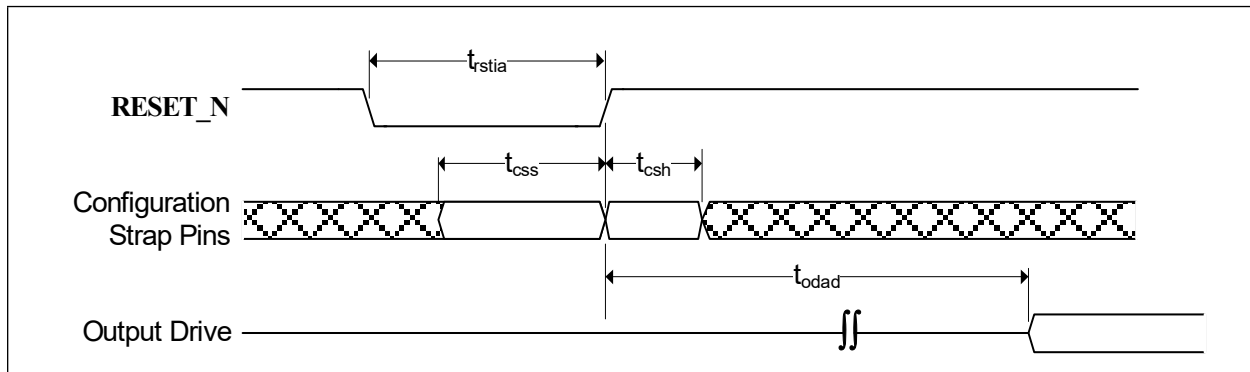 t_rstia
RESET_N
t_css
t_csh
Configuration
Strap Pins
t_odad
Output Drive